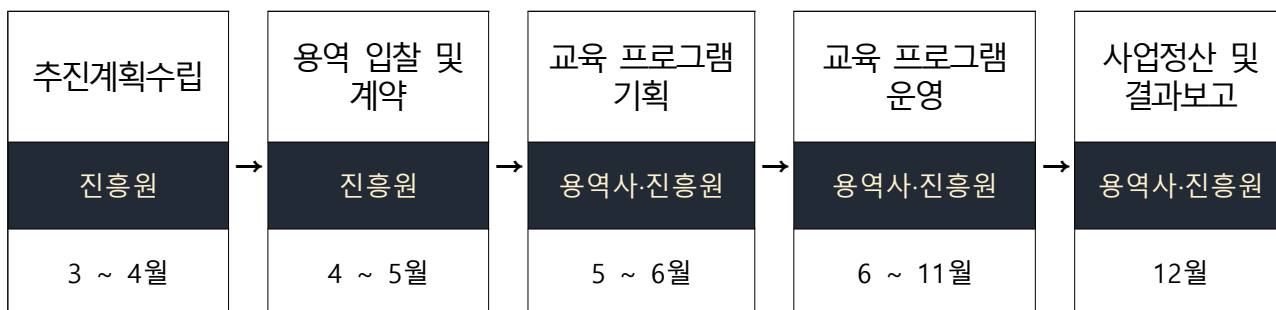 추진계획수립
진흥원
3 ~ 4월
→
용역 입찰 및
계약
진흥원
4 ~ 5월
→
교육 프로그램
기획
용역사·진흥원
5 ~ 6월
→
교육 프로그램
운영
용역사·진흥원
6 ~ 11월
→
사업정산 및
결과보고
용역사·진흥원
12월